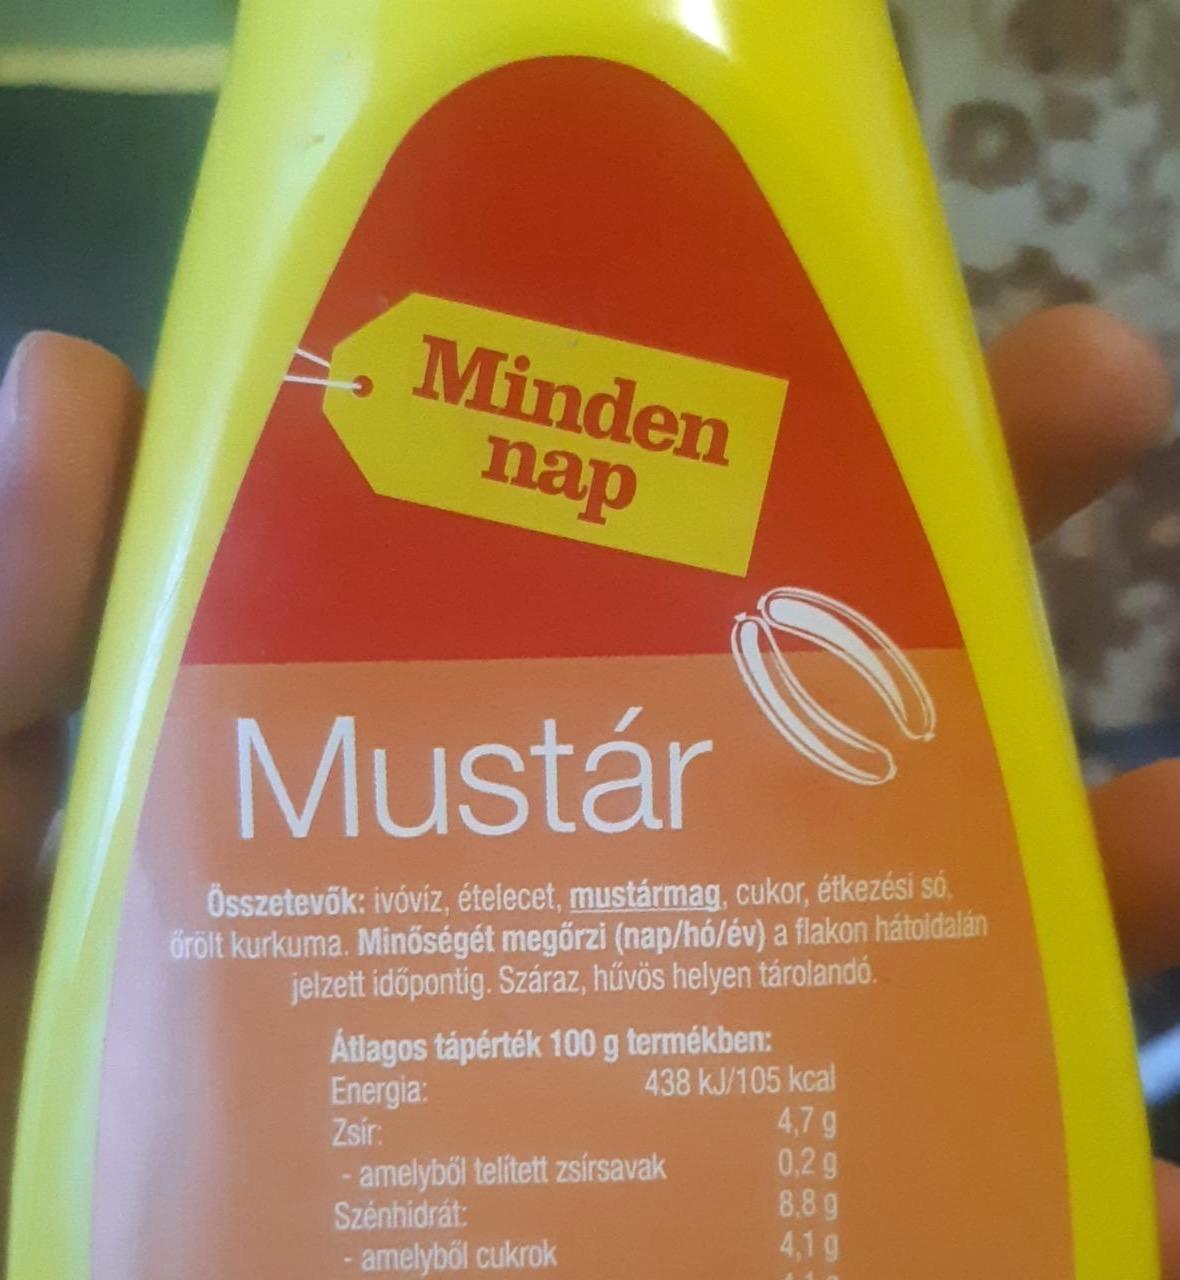 Minden
nap
Mustár
Összetevők: ivóvíz, ételecet, mustármag, cukor, étkezési só,
őrölt kurkuma. Minőségét megőrzi (nap/hó/év) a flakon hátoldalán
jelzett időpontig. Száraz, hűvös helyen tárolandó.
Átlagos tápérték 100 g termékben:
Energia: 438 kJ/105 kcal
Zsír: 4,7 g
- amelyből telített zsírsavak 0,2 g
Szénhidrát: 8,8 g
- amelyből cukrok 4,1 g